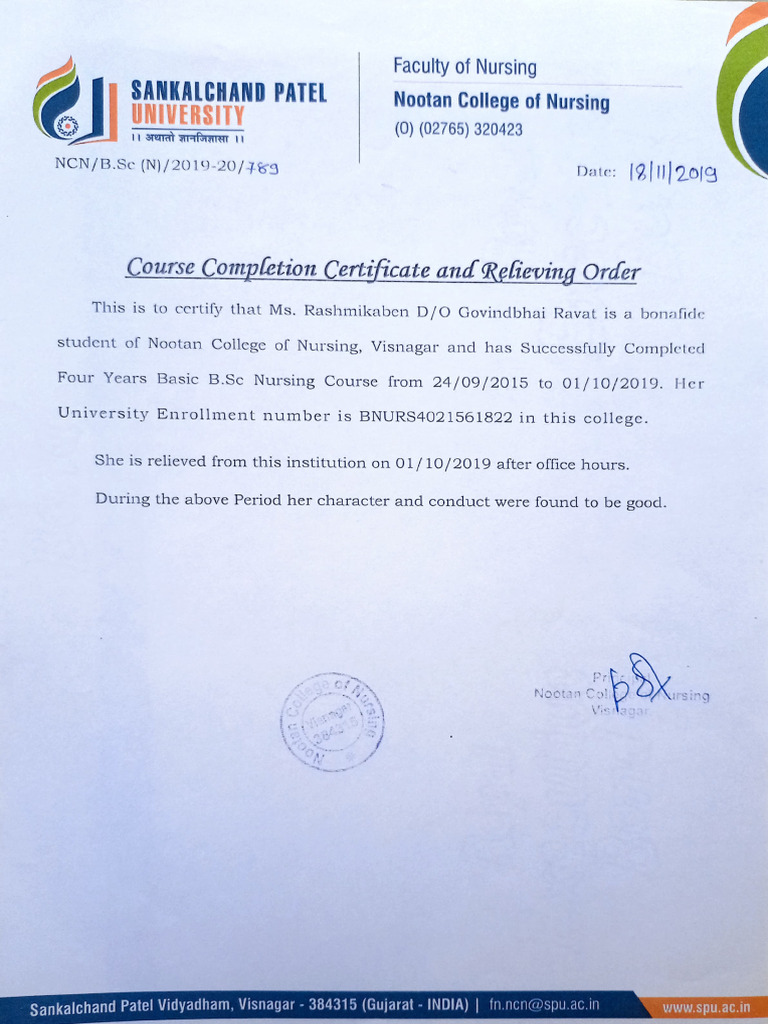 SANKALCHAND PATEL
UNIVERSITY
।। अथातो ज्ञानजिज्ञासा ।।
Faculty of Nursing
Nootan College of Nursing
(O) (02765) 320423
NCN/B.Sc (N)/2019-20/789
Date: 18/11/2019
Course Completion Certificate and Relieving Order
This is to certify that Ms. Rashmikaben D/O Govindbhai Ravat is a bonafide
student of Nootan College of Nursing, Visnagar and has Successfully Completed
Four Years Basic B.Sc Nursing Course from 24/09/2015 to 01/10/2019. Her
University Enrollment number is BNURS4021561822 in this college.
She is relieved from this institution on 01/10/2019 after office hours.
During the above Period her character and conduct were found to be good.
Nootan College of Nursing
Visnagar
384315
Nootan Nursing
Visnagar
Sankalchand Patel Vidyadham, Visnagar - 384315 (Gujarat - INDIA) | fn.ncn@spu.ac.in
www.spu.ac.in